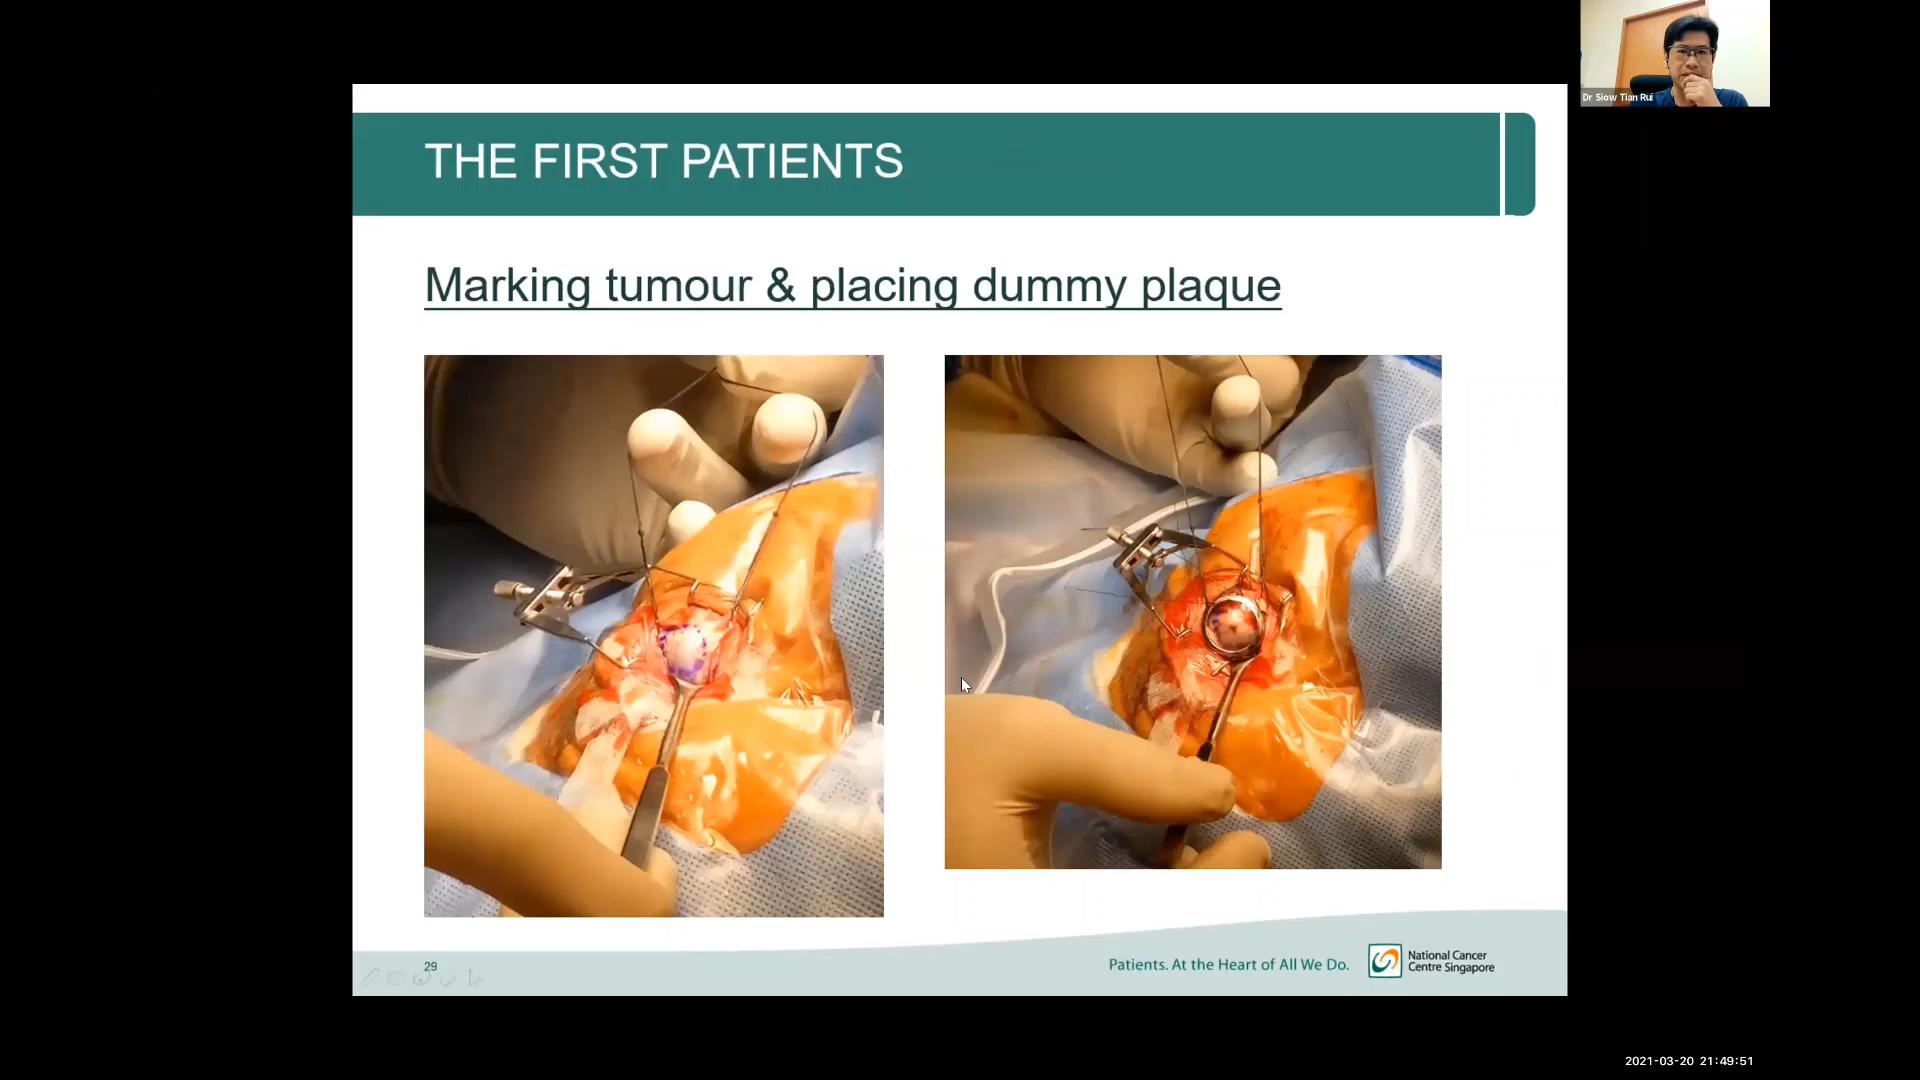 Dr Siow Tian Rui
THE FIRST PATIENTS
Marking tumour & placing dummy plaque
29
Patients. At the Heart of All We Do.
National Cancer
Centre Singapore
2021-03-20 21:49:51